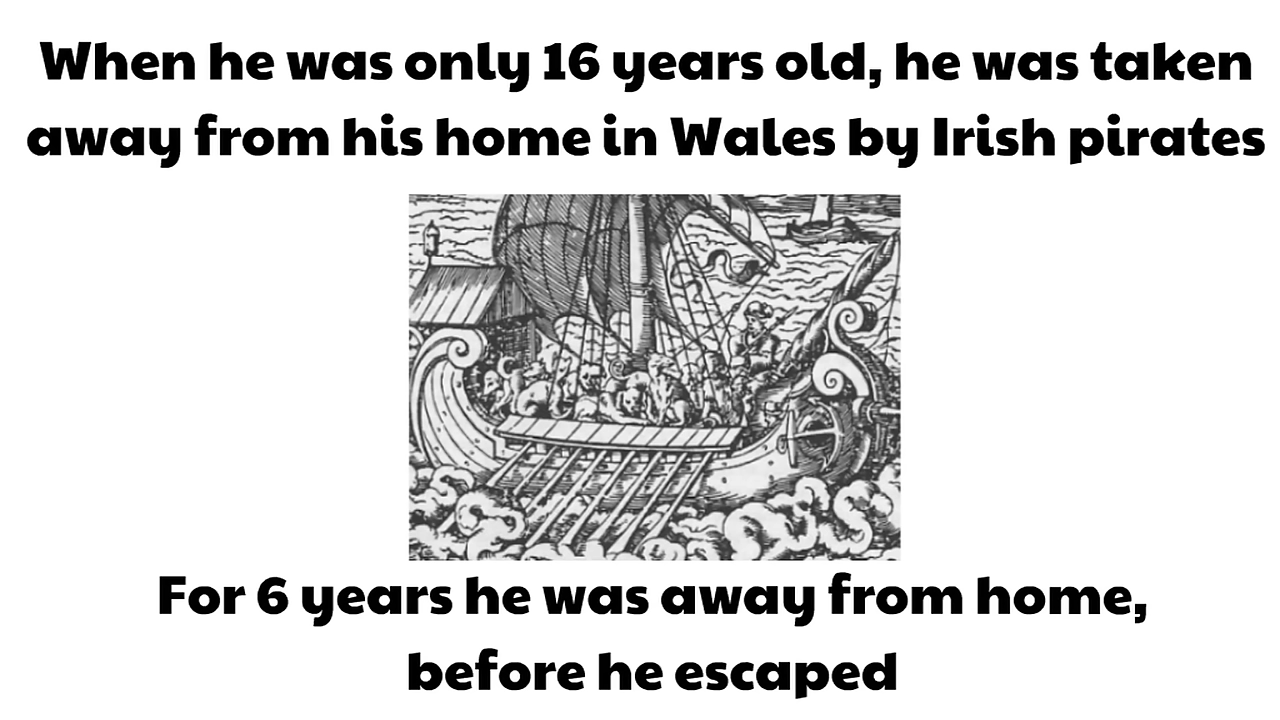 When he was only 16 years old, he was taken
away from his home in Wales by Irish pirates
For 6 years he was away from home,
before he escaped